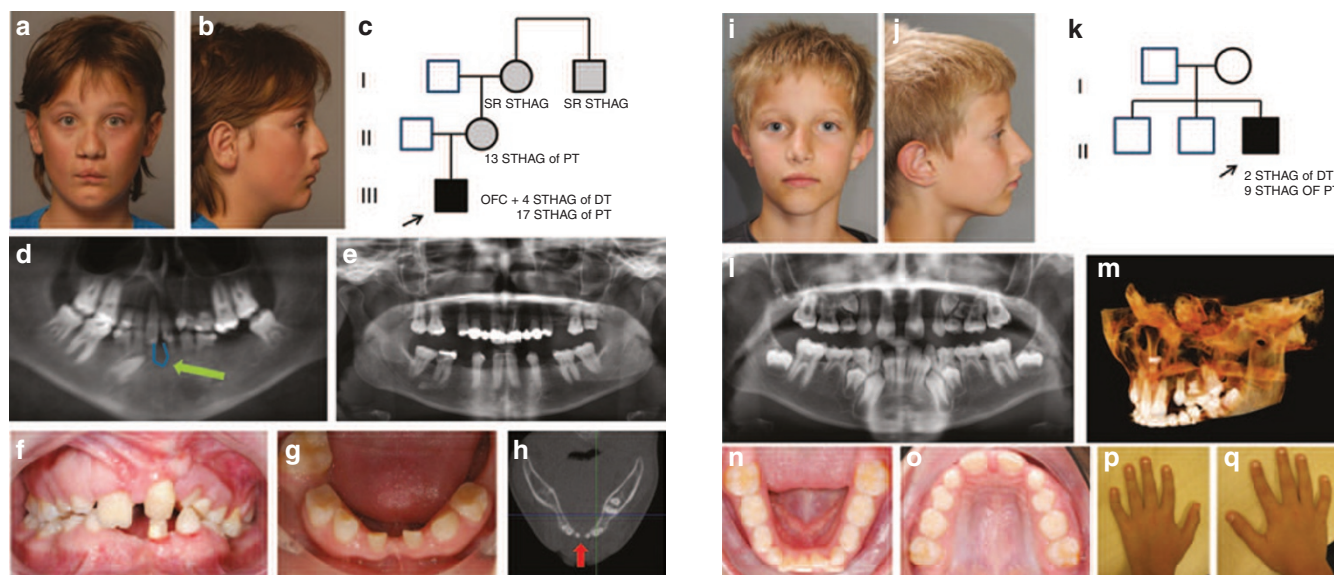 a
b
c
I
SR STHAG
SR STHAG
II
13 STHAG of PT
III
OFC + 4 STHAG of DT
17 STHAG of PT
d
e
f
g
h
i
j
k
I
II
2 STHAG of DT
9 STHAG OF PT
l
m
n
o
p
q